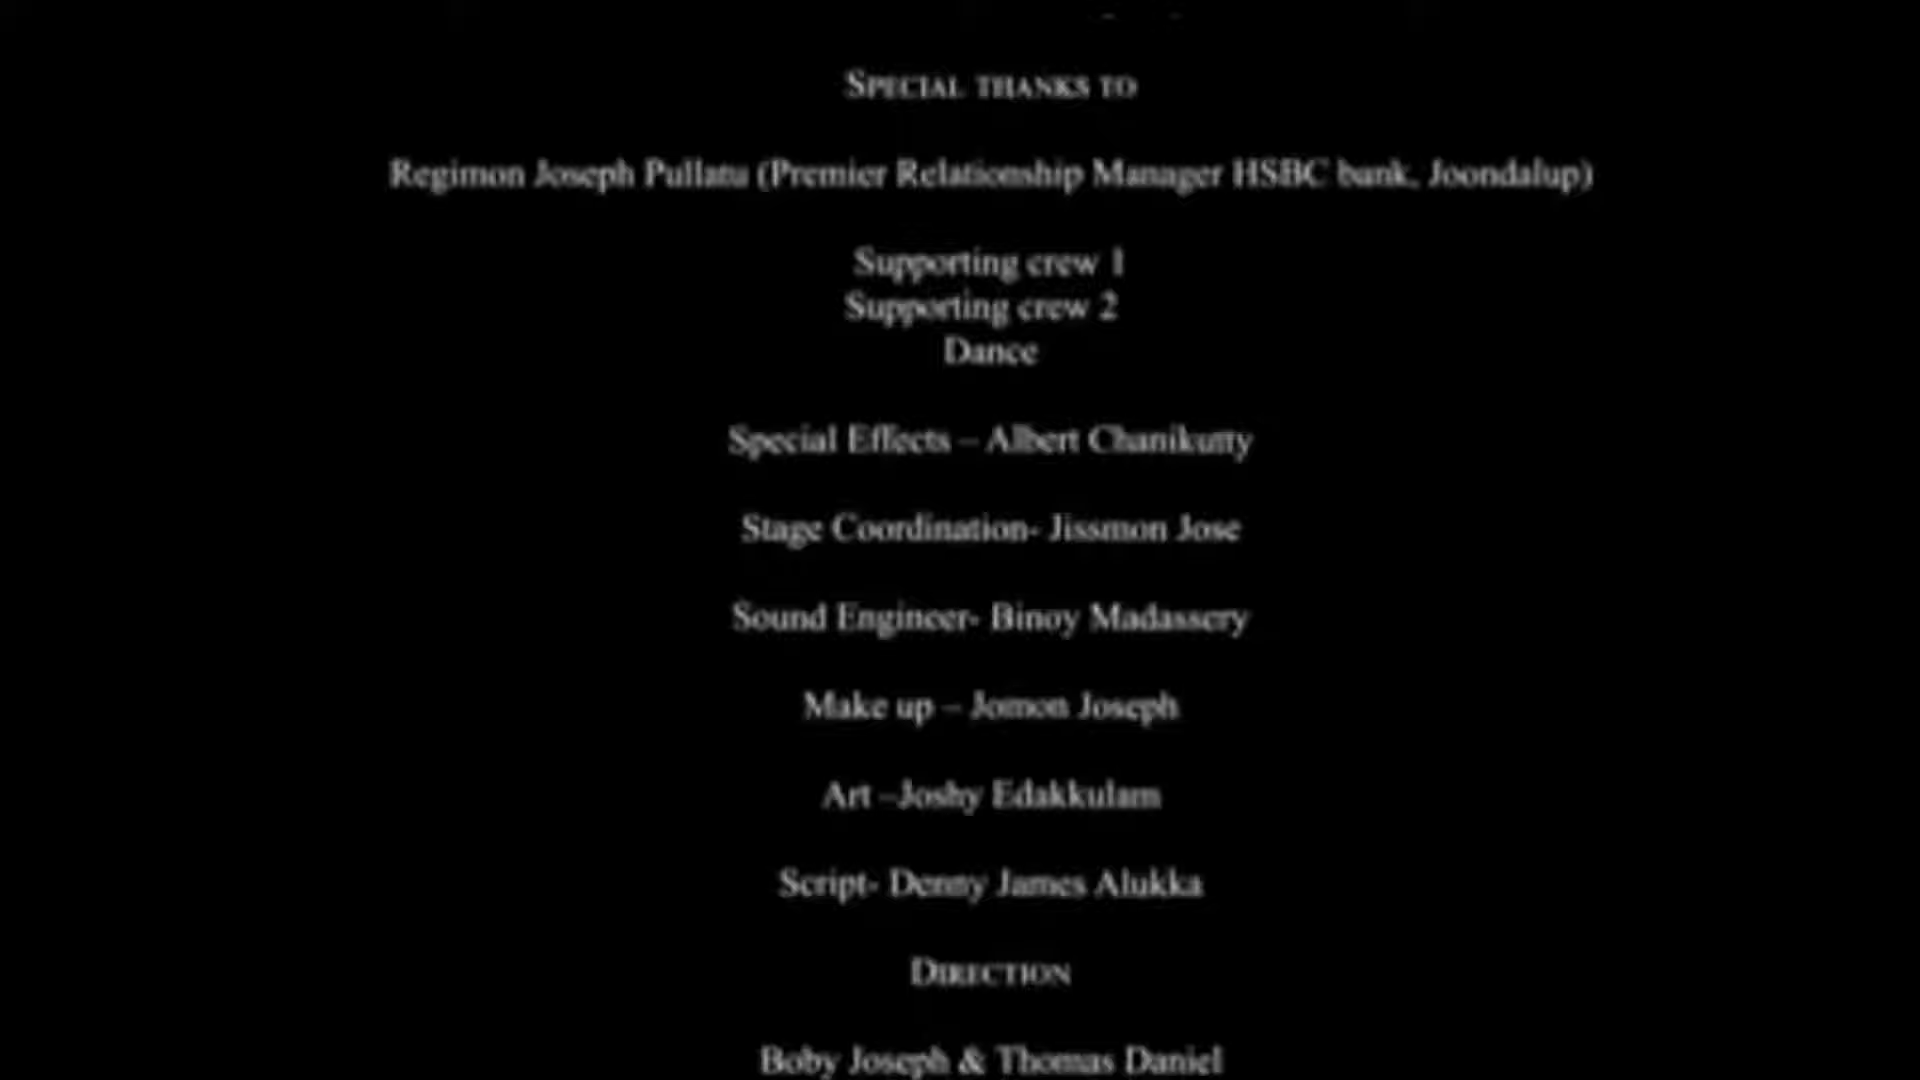 SPECIAL THANKS TO
Regimon Joseph Pullatu (Premier Relationship Manager HSBC bank, Joondalup)
Supporting crew 1
Supporting crew 2
Dance
Special Effects – Albert Chanikutty
Stage Coordination- Jissmon Jose
Sound Engineer- Binoy Madassery
Make up – Jomon Joseph
Art –Joshy Edakkulam
Script- Denny James Alukka
DIRECTION
Boby Joseph & Thomas Daniel